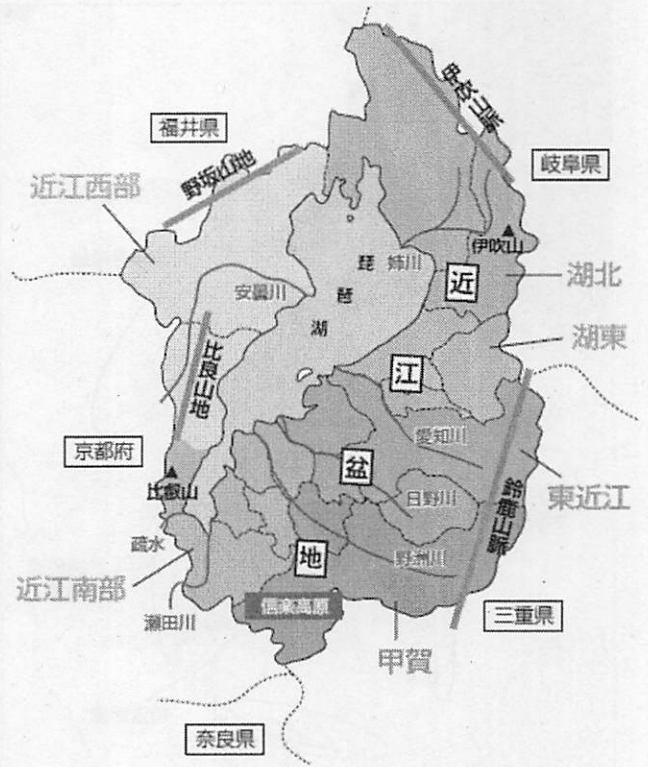 伊吹山脈
福井県
野坂山地
岐阜県
近江西部
伊吹山
琵
姉川
琶
湖
安曇川
近
湖北
湖東
江
比良山地
愛知川
京都府
盆
比叡山
日野川
鈴鹿山脈
東近江
疏水
地
野洲川
近江南部
信楽高原
瀬田川
三重県
甲賀
奈良県